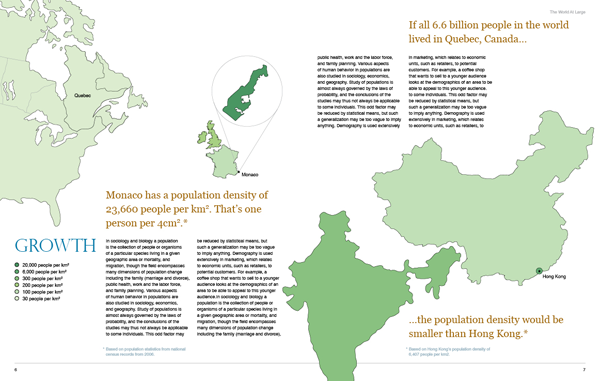 The World At Large
If all 6.6 billion people in the world
lived in Quebec, Canada...
public health, work and the labor force,
and family planning. Various aspects
of human behavior in populations are
also studied in sociology, economics,
and geography. Study of populations is
almost always governed by the laws of
probability, and the conclusions of the
studies may thus not always be applicable
to some individuals. This odd factor may
be reduced by statistical means, but such
a generalization may be too vague to imply
anything. Demography is used extensively
in marketing, which relates to economic
units, such as retailers, to potential
customers. For example, a coffee shop
that wants to sell to a younger audience
looks at the demographics of an area to be
able to appeal to this younger audience.
to some individuals. This odd factor may
be reduced by statistical means, but
such a generalization may be too vague
to imply anything. Demography is used
extensively in marketing, which relates
to economic units, such as retailers, to
Quebec
Monaco
Monaco has a population density of
23,660 people per km². That's one
person per 4cm².*
GROWTH
20,000 people per km²
6,000 people per km²
300 people per km²
200 people per km²
100 people per km²
30 people per km²
In sociology and biology a population
is the collection of people or organisms
of a particular species living in a given
geographic area or mortality, and
migration, though the field encompasses
many dimensions of population change
including the family (marriage and divorce),
public health, work and the labor force,
and family planning. Various aspects
of human behavior in populations are
also studied in sociology, economics,
and geography. Study of populations is
almost always governed by the laws of
probability, and the conclusions of the
studies may thus not always be applicable
to some individuals. This odd factor may
be reduced by statistical means, but
such a generalization may be too vague
to imply anything. Demography is used
extensively in marketing, which relates
to economic units, such as retailers, to
potential customers. For example, a
coffee shop that wants to sell to a younger
audience looks at the demographics of an
area to be able to appeal to this younger
audience.in sociology and biology a
population is the collection of people or
organisms of a particular species living in
a given geographic area or mortality, and
migration, though the field encompasses
many dimensions of population change
including the family (marriage and divorce),
* Based on population statistics from national
census records from 2006
Hong Kong
...the population density would be
smaller than Hong Kong.*
* Based on Hong Kong's population density of
6,407 people per km2.
6
7